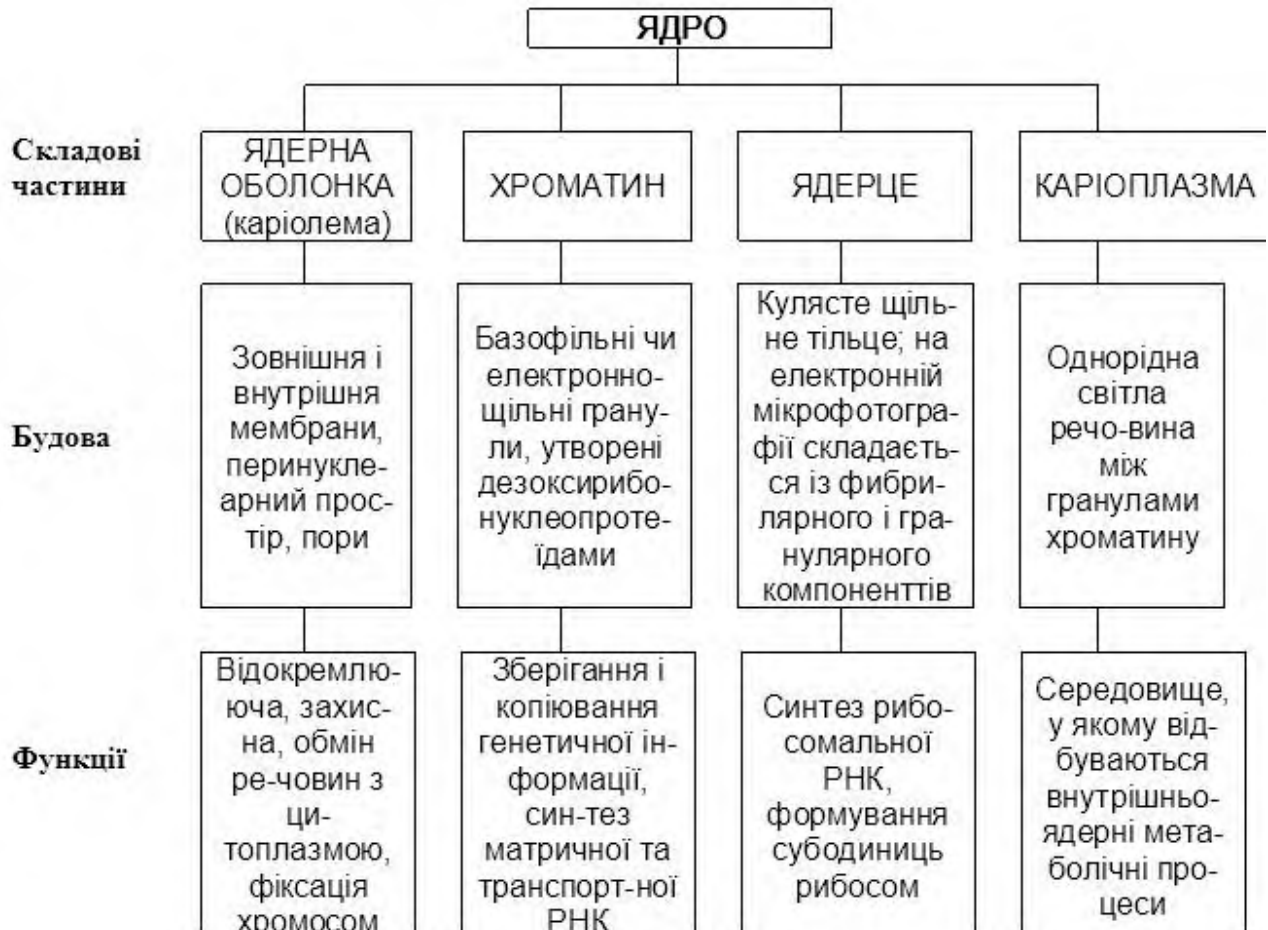 ЯДРО
Складові
частини
ЯДЕРНА
ОБОЛОНКА
(каріолема)
ХРОМАТИН
ЯДЕРЦЕ
КАРІОПЛАЗМА
Будова
Зовнішня і
внутрішня
мембрани,
перинукле-
арний прос-
тір, пори
Базофільні чи
електронно-
щільні грану-
ли, утворені
дезоксирибо-
нуклеопроте-
їдами
Кулясте щіль-
не тільце; на
електронній
мікрофотогра-
фії складаєть-
ся із фибри-
лярного і гра-
нулярного
компоненттів
Однорідна
світла
речо-вина
між
гранулами
хроматину
Функції
Відокремлю-
юча, захис-
на, обмін
ре-човин з
ци-
топлазмою,
фіксація
хромосом
Зберігання і
копіювання
генетичної ін-
формації,
син-тез
матричної та
транспорт-ної
РНК
Синтез рибо-
сомальної
РНК,
формування
субодиниць
рибосом
Середовище,
у якому від-
буваються
внутрішньо-
ядерні мета-
болічні про-
цеси